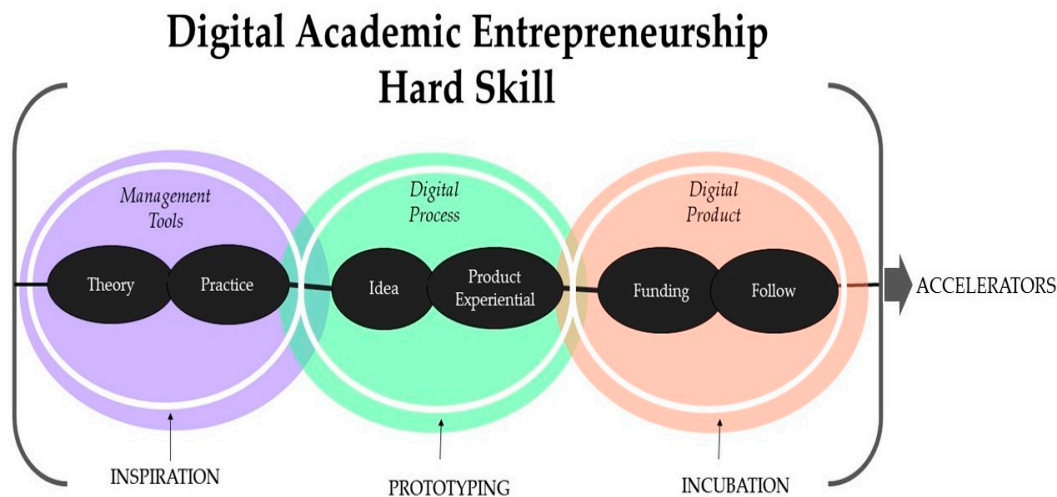 Digital Academic Entrepreneurship
Hard Skill
Management
Tools
Theory
Practice
INSPIRATION
Digital
Process
Idea
Product
Experiential
PROTOTYPING
Digital
Product
Funding
Follow
INCUBATION
ACCELERATORS